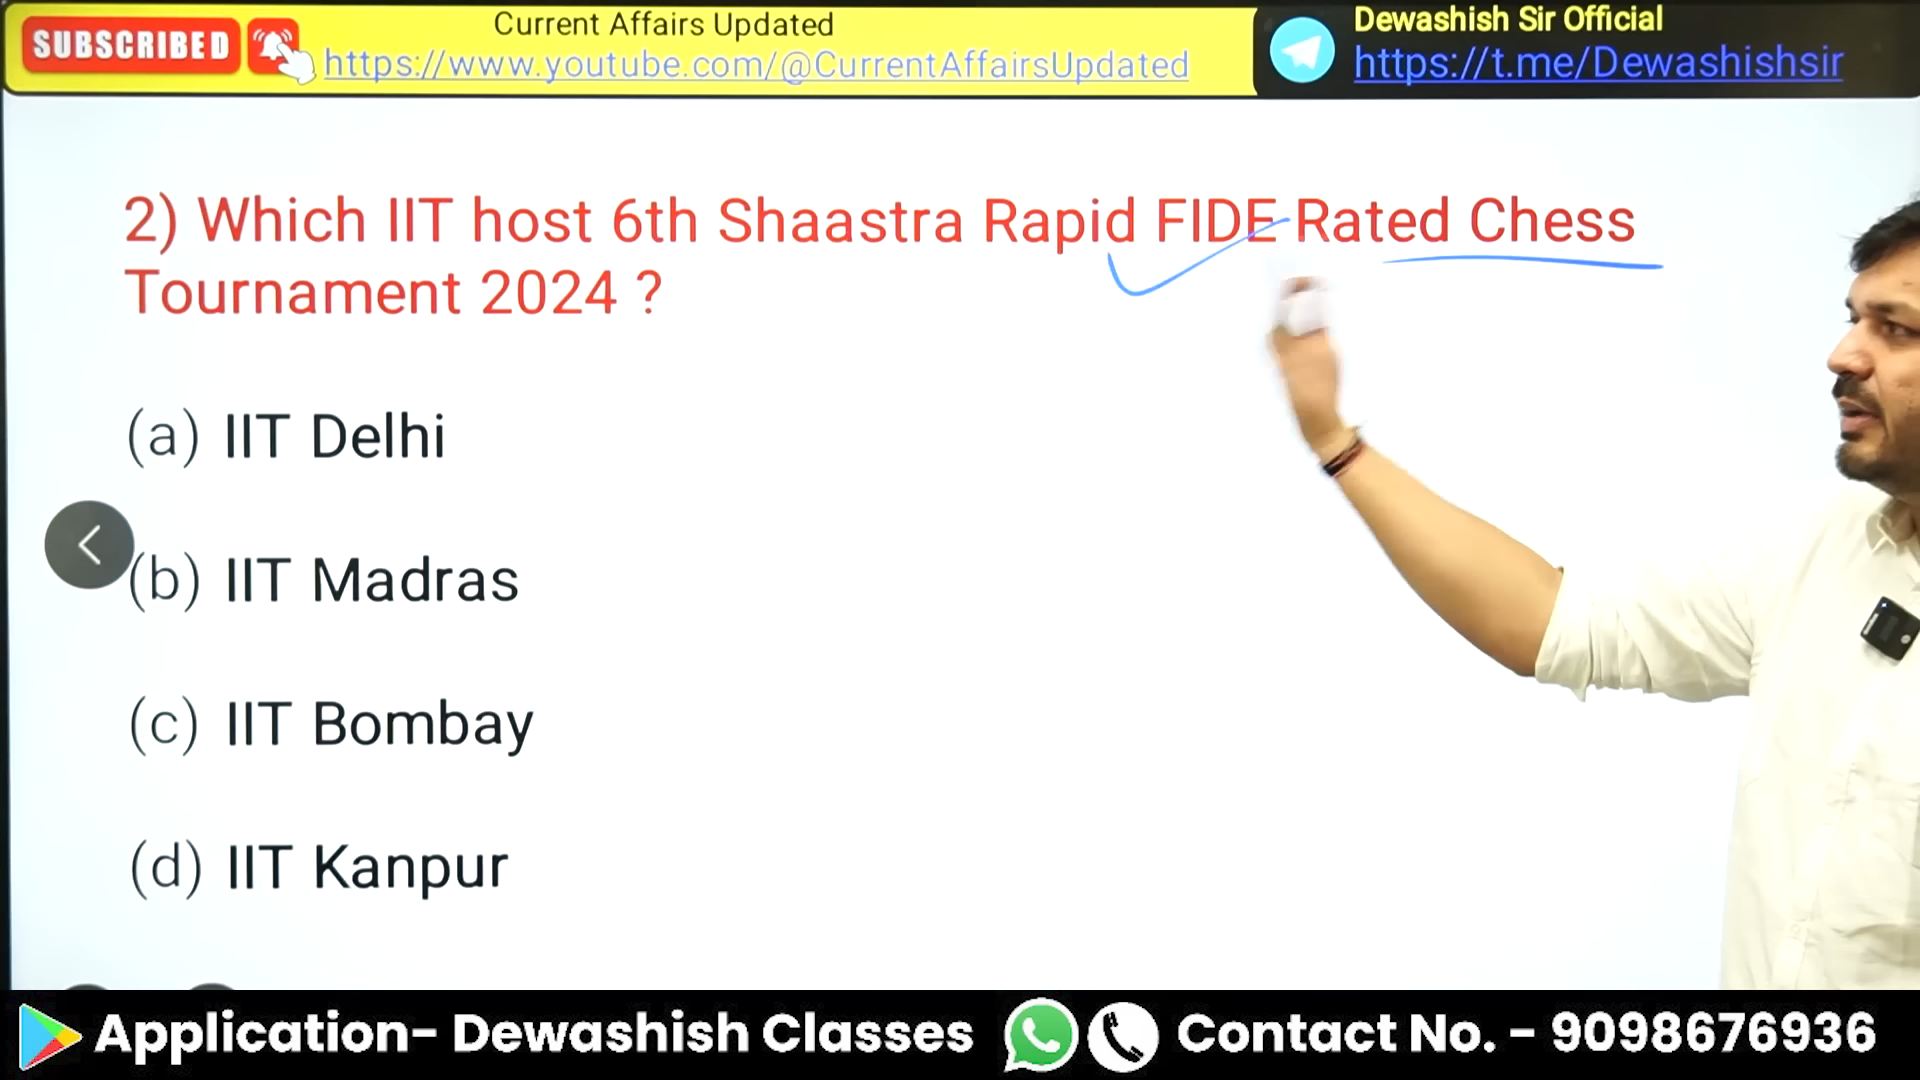 SUBSCRIBED
Current Affairs Updated
https://www.youtube.com/@CurrentAffairsUpdated
Dewashish Sir Official
https://t.me/Dewashishsir
2) Which IIT host 6th Shaastra Rapid FIDE Rated Chess
Tournament 2024 ?
(a) IIT Delhi
(b) IIT Madras
(c) IIT Bombay
(d) IIT Kanpur
Application- Dewashish Classes
Contact No. - 9098676936